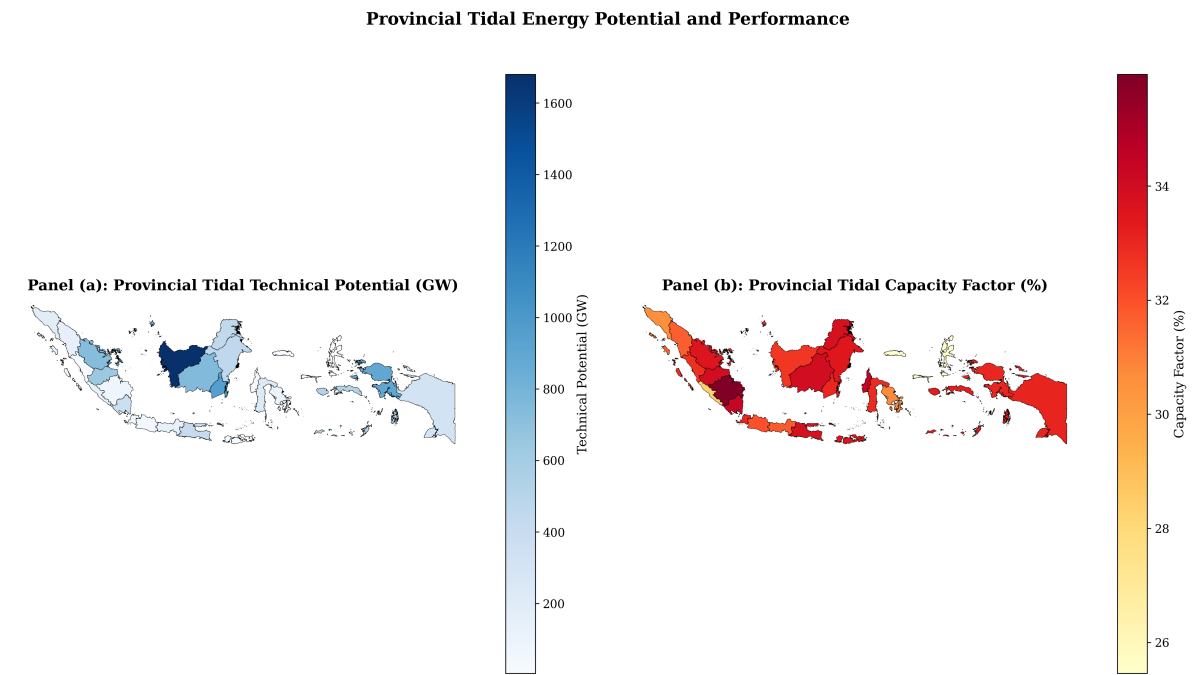 Provincial Tidal Energy Potential and Performance
Panel (a): Provincial Tidal Technical Potential (GW)
1600
1400
1200
1000
800
600
400
200
Technical Potential (GW)
Panel (b): Provincial Tidal Capacity Factor (%)
34
32
30
28
26
Capacity Factor (%)